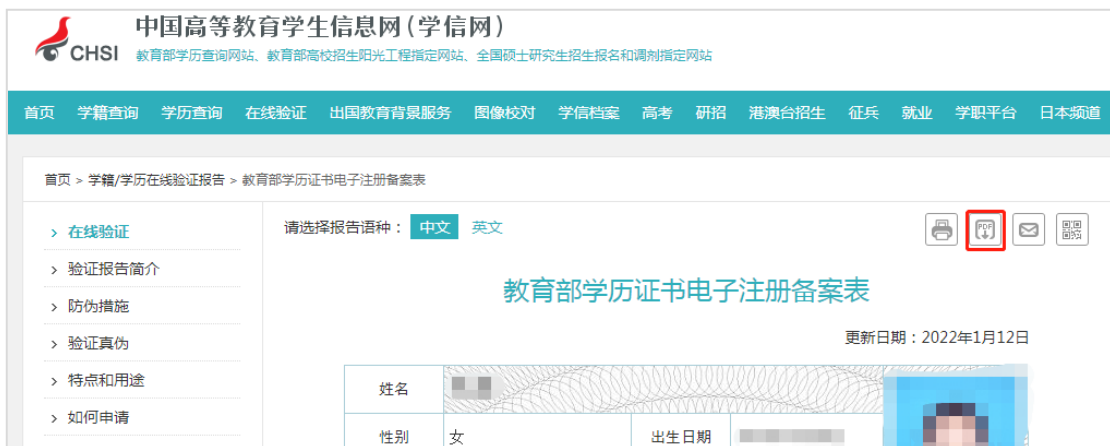 中国高等教育学生信息网(学信网)
CHSI 教育部学历查询网站、教育部高校招生阳光工程指定网站、全国硕士研究生招生报名和调剂指定网站
首页 学籍查询 学历查询 在线验证 出国教育背景服务 图像校对 学信档案 高考 研招 港澳台招生 征兵 就业 学职平台 日本频道
首页 > 学籍/学历在线验证报告 > 教育部学历证书电子注册备案表
> 在线验证
> 验证报告简介
> 防伪措施
> 验证真伪
> 特点和用途
> 如何申请
请选择报告语种： 中文 英文
PDF
教育部学历证书电子注册备案表
更新日期：2022年1月12日
姓名
性别 女 出生日期